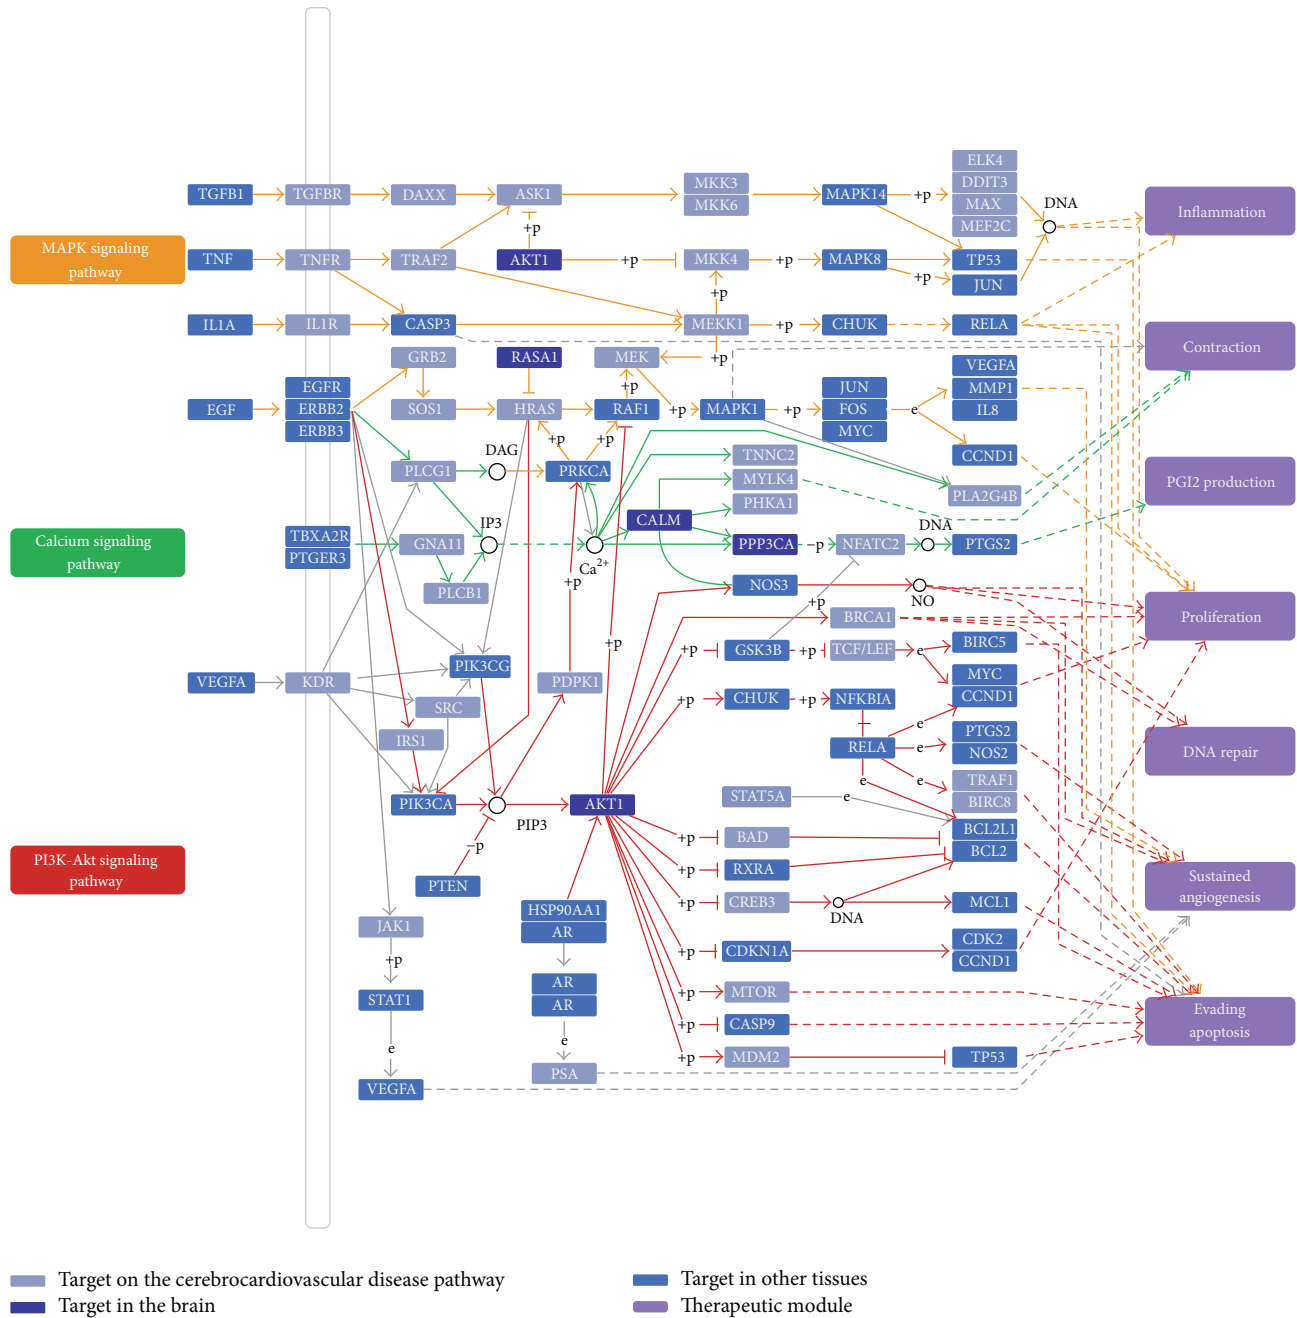 ELK4
TGFB1
TGFBR
DAXX
ASK1
MKK3
MKK6
MAPK14
+p
DDIT3
MAX
MEF2C
DNA
Inflammation
+p
MAPK signaling
pathway
TNF
TNFR
TRAF2
AKT1
+p
MKK4
+p
MAPK8
+p
TP53
JUN
+p
IL1A
IL1R
CASP3
MEKK1
+p
CHUK
RELA
Contraction
GRB2
RASA1
MEK
+p
+p
VEGFA
MMP1
IL8
EGF
EGFR
ERBB2
ERBB3
SOS1
HRAS
RAF1
+p
MAPK1
+p
JUN
FOS
MYC
e
CCND1
+p
+p
DAG
PLCG1
PRKCA
TNNC2
MYLK4
PHKA1
PLA2G4B
PGI2 production
Calcium signaling
pathway
TBXA2R
PTGER3
GNA11
IP3
PLCB1
Ca2+
CALM
PPP3CA
−p
NFATC2
DNA
PTGS2
+p
NOS3
NO
+p
BRCA1
Proliferation
+p
+p
GSK3B
+p
TCF/LEF
e
BIRC5
MYC
CCND1
VEGFA
KDR
PIK3CG
SRC
PDPK1
+p
CHUK
+p
NFKBIA
e
IRS1
RELA
e
PTGS2
NOS2
DNA repair
e
e
TRAF1
BIRC8
PIK3CA
PIP3
AKT1
STAT5A
e
BCL2L1
BCL2
−p
+p
BAD
PI3K-Akt signaling
pathway
PTEN
+p
RXRA
Sustained
angiogenesis
HSP90AA1
AR
+p
CREB3
DNA
MCL1
JAK1
+p
+p
CDKN1A
CDK2
CCND1
STAT1
AR
AR
+p
MTOR
Evading
apoptosis
+p
CASP9
e
e
+p
MDM2
TP53
PSA
VEGFA
Target on the cerebrocardiovascular disease pathway
Target in the brain
Target in other tissues
Therapeutic module